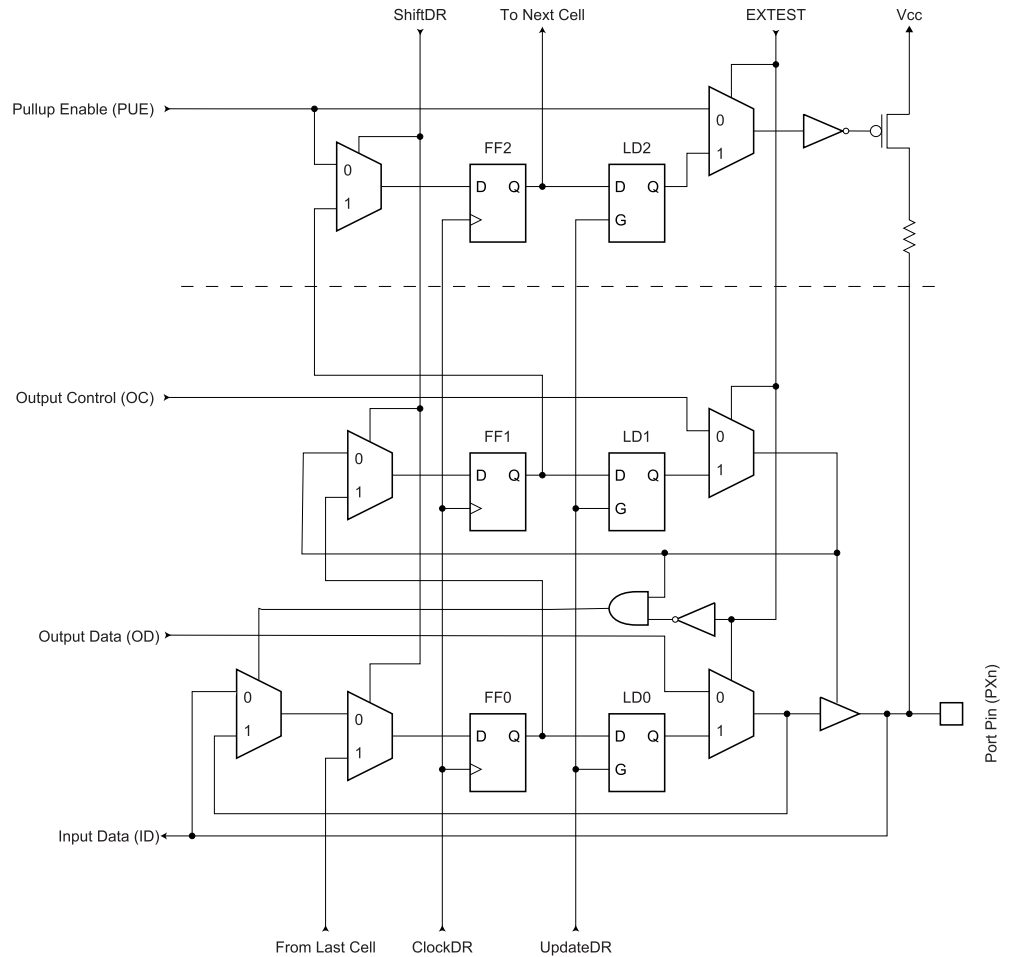 ShiftDR
To Next Cell
EXTEST
Vcc
Pullup Enable (PUE)
0
1
FF2
D Q
LD2
D Q
G
0
1
Output Control (OC)
0
1
FF1
D Q
LD1
D Q
G
0
1
Output Data (OD)
0
1
0
1
FF0
D Q
LD0
D Q
G
0
1
Port Pin (PXn)
Input Data (ID)
From Last Cell
ClockDR
UpdateDR